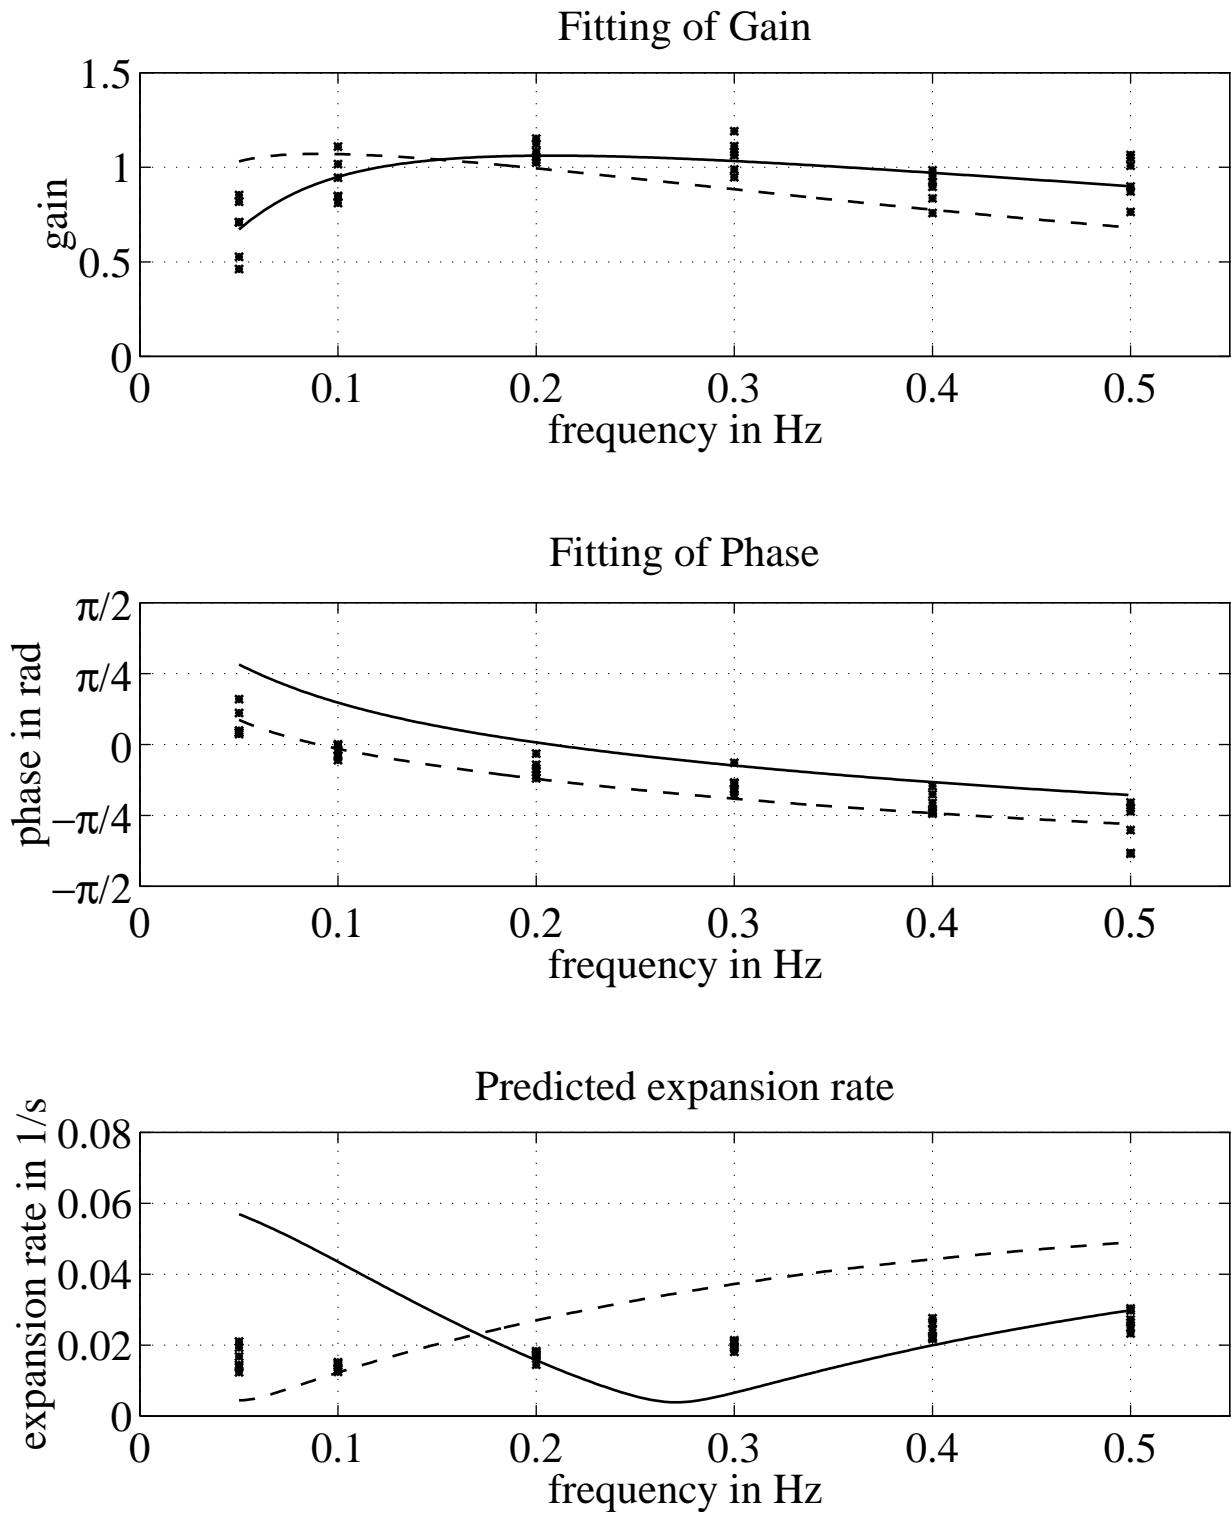 Fitting of Gain
1.5
1
0.5
0
gain
0 0.1 0.2 0.3 0.4 0.5
frequency in Hz
Fitting of Phase
π/2
π/4
0
−π/4
−π/2
phase in rad
0 0.1 0.2 0.3 0.4 0.5
frequency in Hz
Predicted expansion rate
0.08
0.06
0.04
0.02
0
expansion rate in 1/s
0 0.1 0.2 0.3 0.4 0.5
frequency in Hz